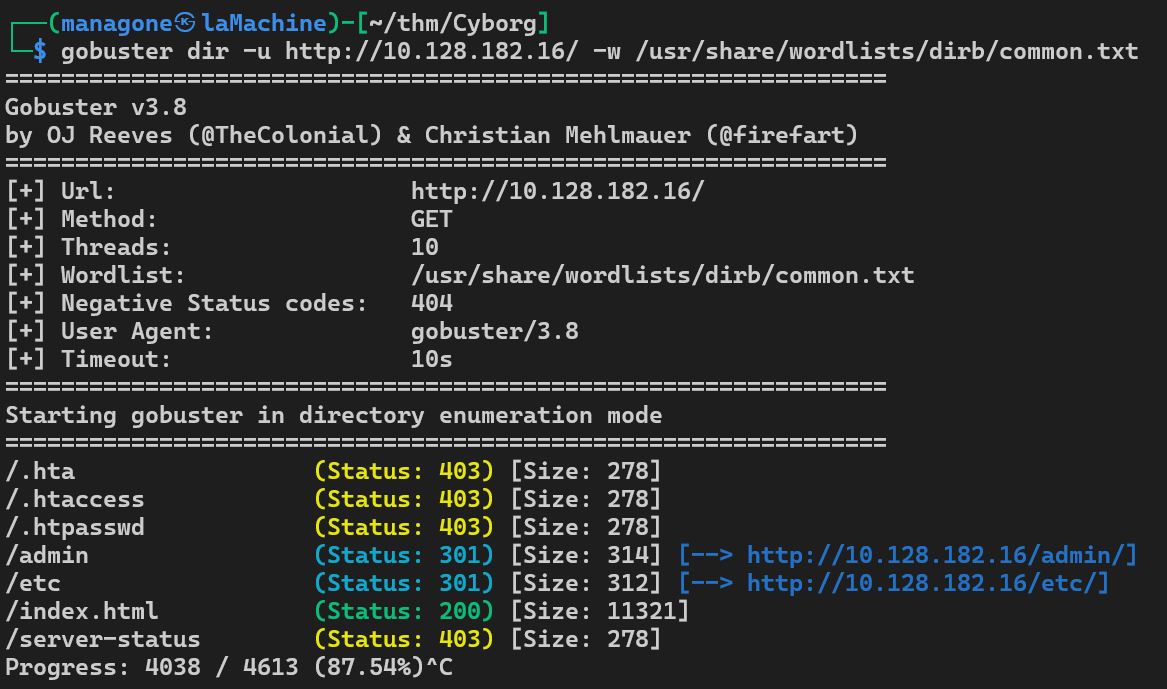 ┌──(managone㉿laMachine)-[~/thm/Cyborg]
└─$ gobuster dir -u http://10.128.182.16/ -w /usr/share/wordlists/dirb/common.txt
===============================================================
Gobuster v3.8
by OJ Reeves (@TheColonial) & Christian Mehlmauer (@firefart)
===============================================================
[+] Url:                     http://10.128.182.16/
[+] Method:                  GET
[+] Threads:                 10
[+] Wordlist:                /usr/share/wordlists/dirb/common.txt
[+] Negative Status codes:   404
[+] User Agent:              gobuster/3.8
[+] Timeout:                 10s
===============================================================
Starting gobuster in directory enumeration mode
===============================================================
/.hta                 (Status: 403) [Size: 278]
/.htaccess            (Status: 403) [Size: 278]
/.htpasswd            (Status: 403) [Size: 278]
/admin                (Status: 301) [Size: 314] [--> http://10.128.182.16/admin/]
/etc                  (Status: 301) [Size: 312] [--> http://10.128.182.16/etc/]
/index.html           (Status: 200) [Size: 11321]
/server-status        (Status: 403) [Size: 278]
Progress: 4038 / 4613 (87.54%)^C